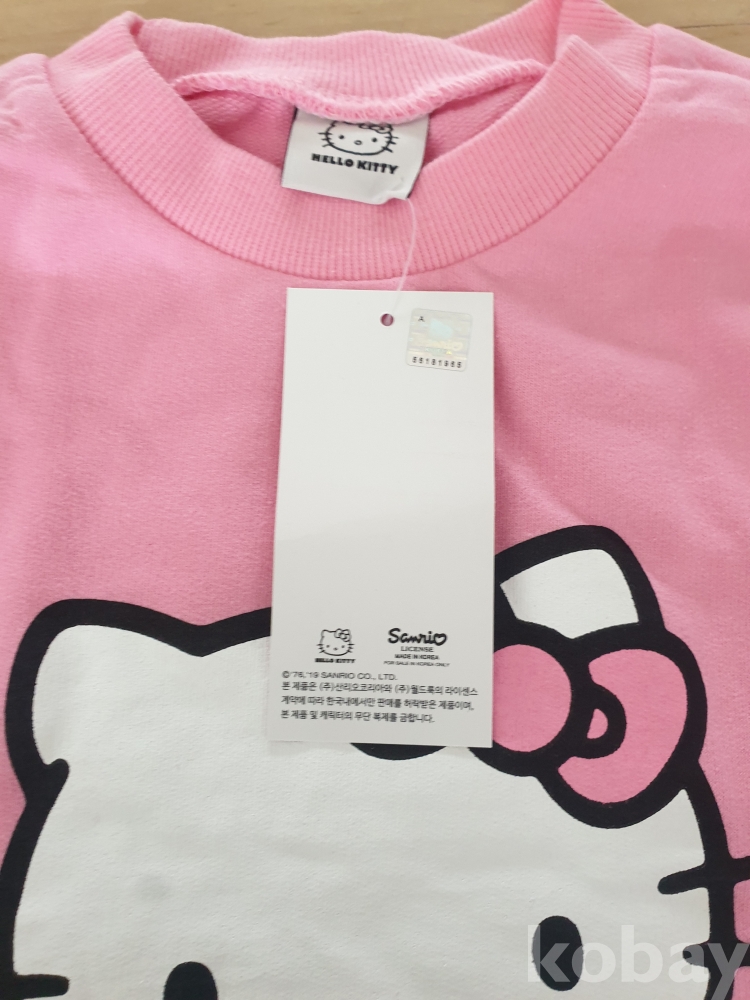 HELLO KITTY
A
55181965
HELLO KITTY
Sanrio
LICENSE
MADE IN KOREA
FOR SALE IN KOREA ONLY
©'76,'19 SANRIO CO., LTD.
본 제품은 (주)산리오코리아와 (주)월드룩의 라이센스
계약에 따라 한국내에서만 판매를 허락받은 제품이며,
본 제품 및 캐릭터의 무단 복제를 금합니다.
kobay